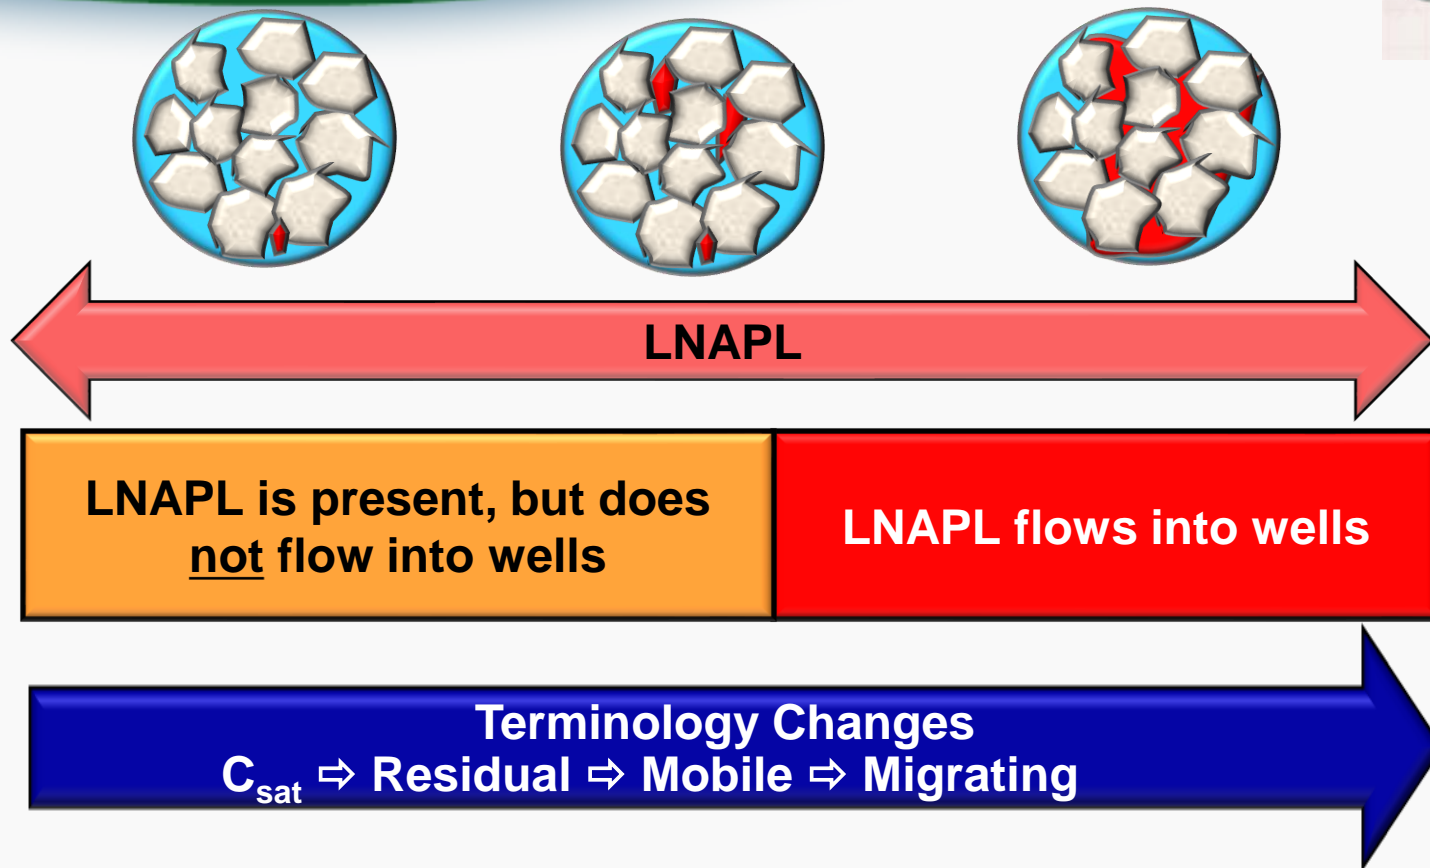 LNAPL
LNAPL is present, but does
not flow into wells
LNAPL flows into wells
Terminology Changes
Csat ⇨ Residual ⇨ Mobile ⇨ Migrating